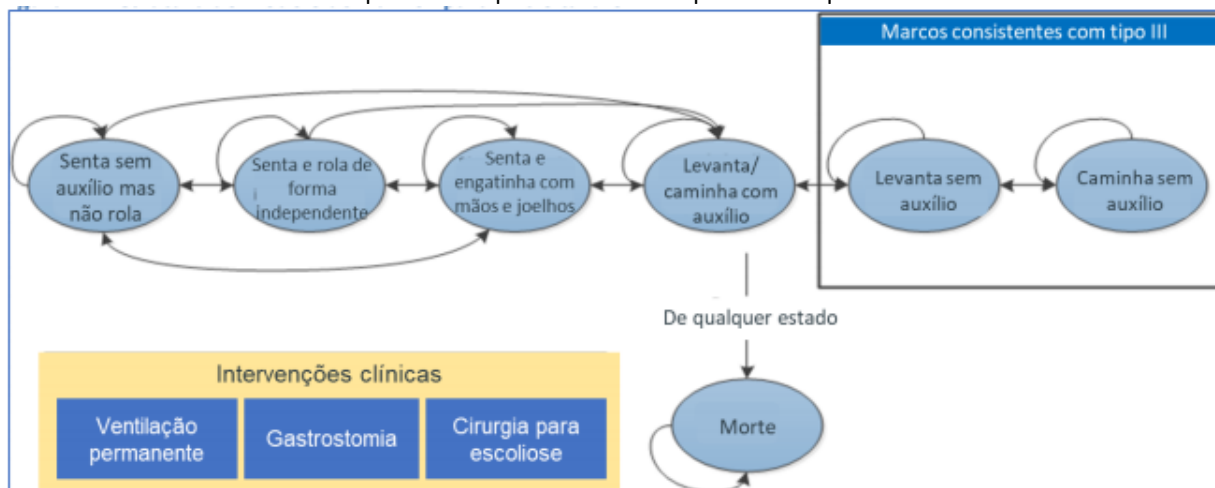 Marcos consistentes com tipo III
Senta sem
auxílio mas
não rola
Senta e rola de
forma
independente
Senta e
engatinha com
mãos e joelhos
Levanta/
caminha com
auxílio
Levanta sem
auxílio
Caminha sem
auxílio
De qualquer estado
Intervenções clínicas
Ventilação
permanente
Gastrostomia
Cirurgia para
escoliose
Morte